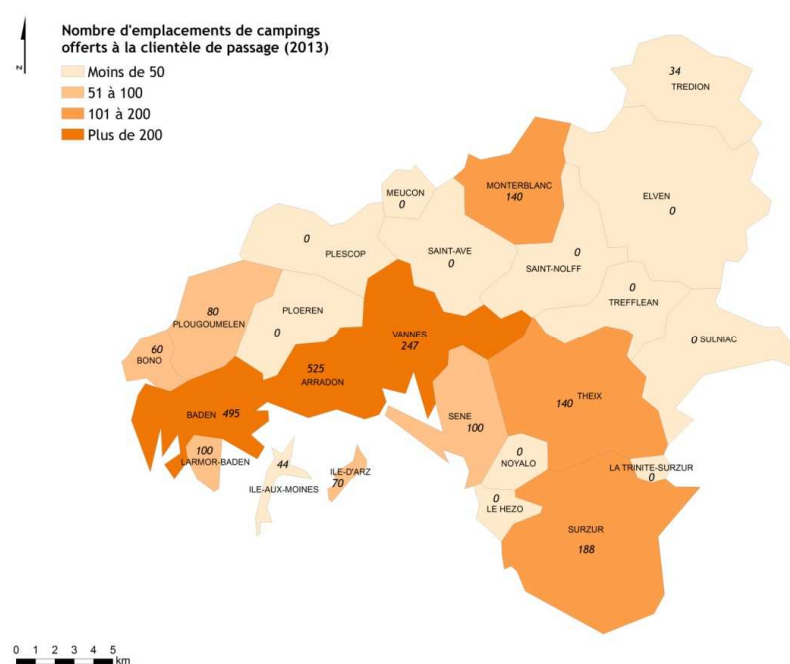 Nombre d'emplacements de campings
offerts à la clientèle de passage (2013)
Moins de 50
51 à 100
101 à 200
Plus de 200
z
34
TREDION
MEUCON
0
MONTERBLANC
140
ELVEN
0
0
PLESCOP
SAINT-AVE
0
0
SAINT-NOLFF
0
TREFFLEAN
80
PLOUGOUMELEN
PLOEREN
0
VANNES
247
0 SULNIAC
60
BONO
525
ARRADON
BADEN 495
140 THEIX
SENE
100
100
LARMOR-BADEN
44
ILE-AUX-MOINES
ILE-D'ARZ
70
0
NOYALO
LA TRINITE-SURZUR
0
0
LE HEZO
SURZUR
188
0 1 2 3 4 5
km